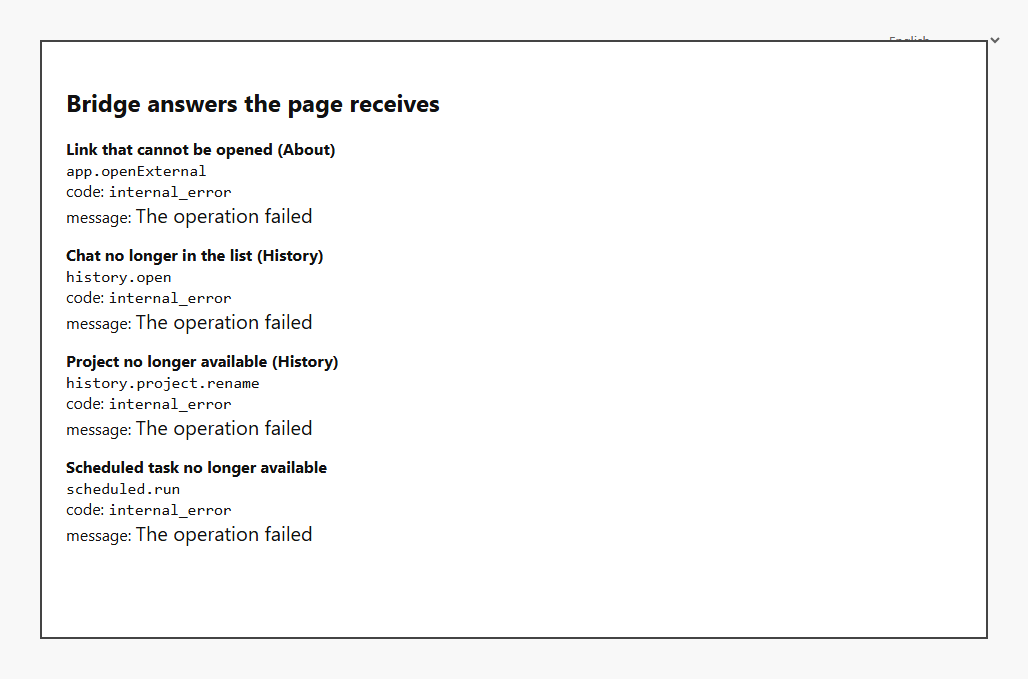 English
Bridge answers the page receives
Link that cannot be opened (About)
app.openExternal
code: internal_error
message: The operation failed
Chat no longer in the list (History)
history.open
code: internal_error
message: The operation failed
Project no longer available (History)
history.project.rename
code: internal_error
message: The operation failed
Scheduled task no longer available
scheduled.run
code: internal_error
message: The operation failed